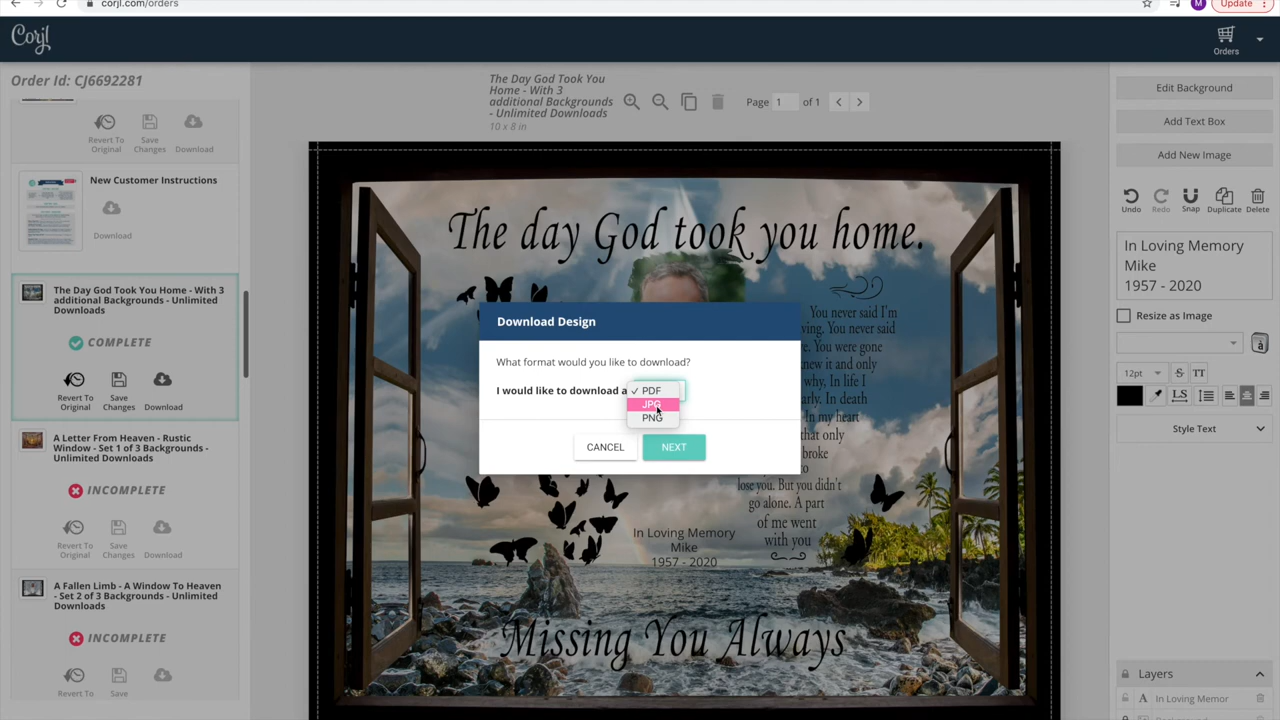 corjl.com/orders
M
Update
Corjl
Orders
Order Id: CJ6692281
Revert To
Original
Save
Changes
Download
New Customer Instructions
Download
The Day God Took You Home - With 3
additional Backgrounds - Unlimited
Downloads
COMPLETE
Revert To
Original
Save
Changes
Download
A Letter From Heaven - Rustic
Window - Set 1 of 3 Backgrounds -
Unlimited Downloads
INCOMPLETE
Revert To
Original
Save
Changes
Download
A Fallen Limb - A Window To Heaven
- Set 2 of 3 Backgrounds - Unlimited
Downloads
INCOMPLETE
Revert To
Save
Download
The Day God Took You
Home - With 3
additional Backgrounds
- Unlimited Downloads
10 x 8 in
Page 1 of 1
The day God took you home.
You never said I'm
ving. You never said
You were gone
knew it and only
why. In life I
. In death
In my heart
that only
broke
to
lose you. But you didn't
go alone. A part
of me went
with you
In Loving Memory
Mike
1957 - 2020
Missing You Always
Download Design
What format would you like to download?
I would like to download a
✓ PDF
JPG
PNG
CANCEL
NEXT
Edit Background
Add Text Box
Add New Image
Undo
Redo
Snap
Duplicate
Delete
In Loving Memory
Mike
1957 - 2020
Resize as Image
12pt
S
TT
LS
Style Text
Layers
A In Loving Memor